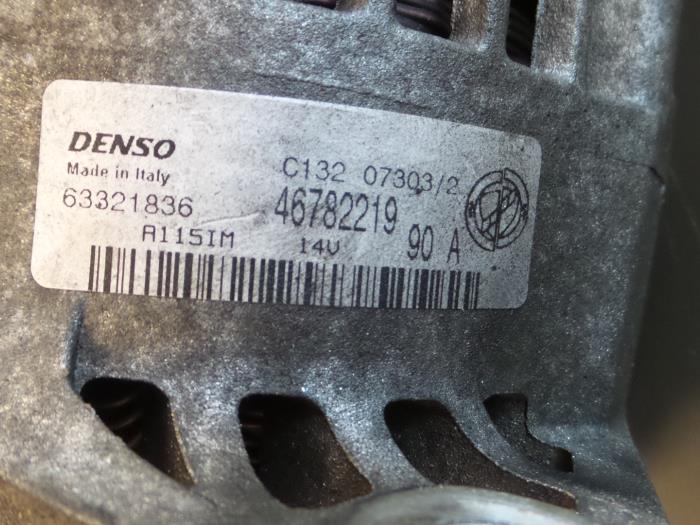 DENSO
Made in Italy
C132 07303/2
63321836
46782219
A115IM 14V 90 A